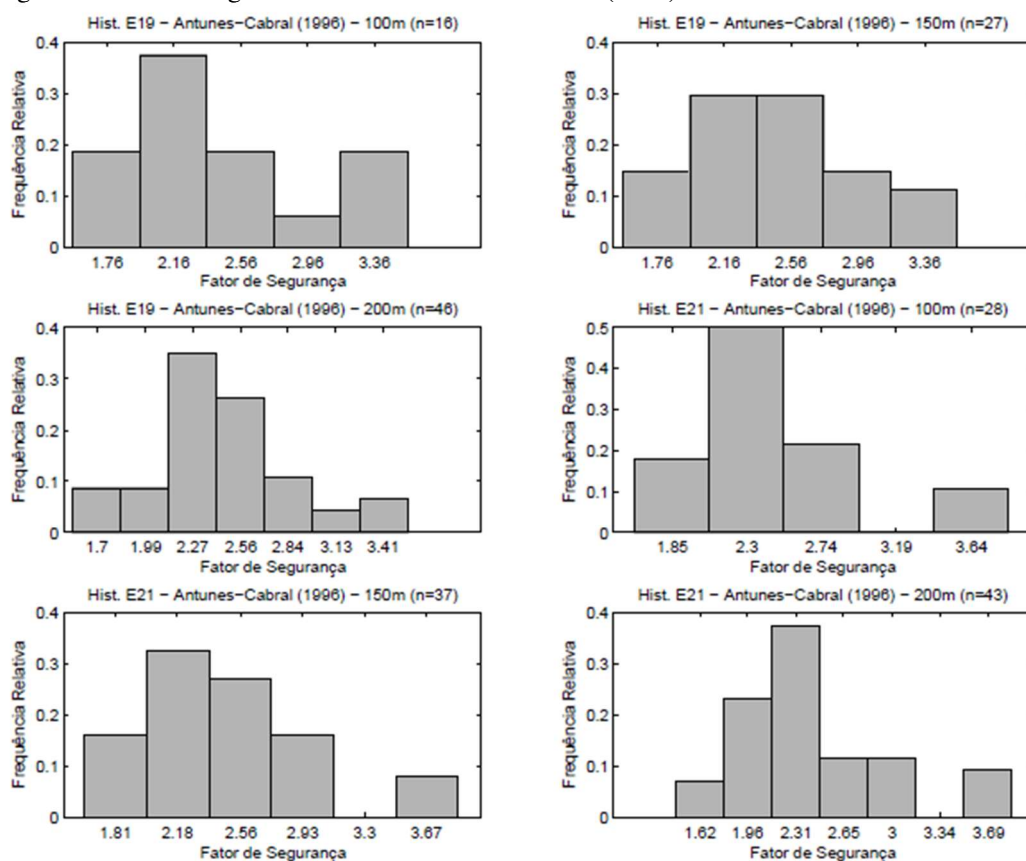 Hist. E19 − Antunes−Cabral (1996) − 100m (n=16)
0.4
0.3
0.2
0.1
0
Frequência Relativa
1.76 2.16 2.56 2.96 3.36
Fator de Segurança
Hist. E19 − Antunes−Cabral (1996) − 150m (n=27)
0.4
0.3
0.2
0.1
0
Frequência Relativa
1.76 2.16 2.56 2.96 3.36
Fator de Segurança
Hist. E19 − Antunes−Cabral (1996) − 200m (n=46)
0.4
0.3
0.2
0.1
0
Frequência Relativa
1.7 1.99 2.27 2.56 2.84 3.13 3.41
Fator de Segurança
Hist. E21 − Antunes−Cabral (1996) − 100m (n=28)
0.5
0.4
0.3
0.2
0.1
0
Frequência Relativa
1.85 2.3 2.74 3.19 3.64
Fator de Segurança
Hist. E21 − Antunes−Cabral (1996) − 150m (n=37)
0.4
0.3
0.2
0.1
0
Frequência Relativa
1.81 2.18 2.56 2.93 3.3 3.67
Fator de Segurança
Hist. E21 − Antunes−Cabral (1996) − 200m (n=43)
0.4
0.3
0.2
0.1
0
Frequência Relativa
1.62 1.96 2.31 2.65 3 3.34 3.69
Fator de Segurança